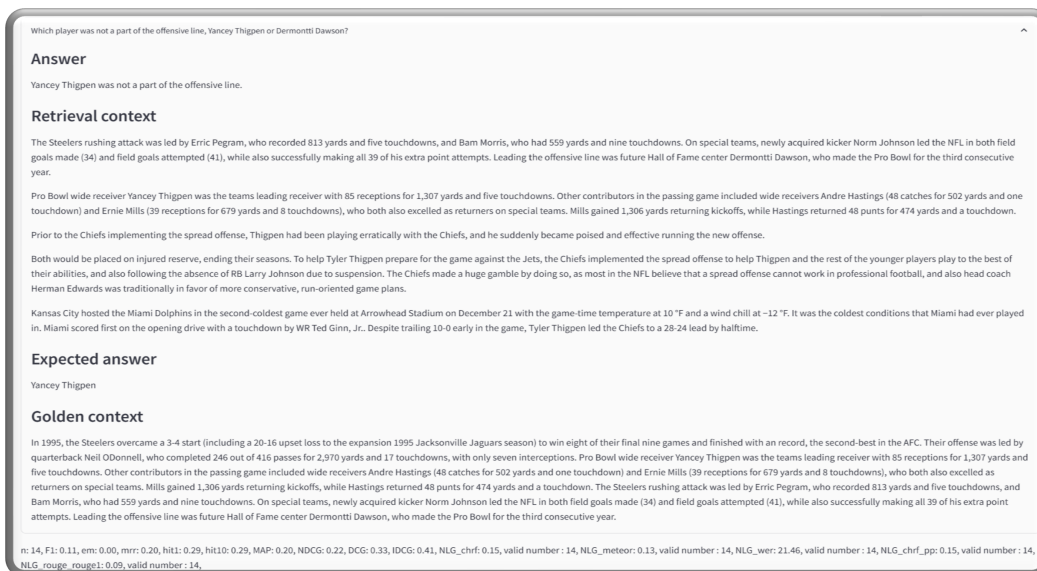 Which player was not a part of the offensive line, Yancey Thigpen or Dermontti Dawson?
Answer
Yancey Thigpen was not a part of the offensive line.
Retrieval context
The Steelers rushing attack was led by Erric Pegram, who recorded 813 yards and five touchdowns, and Bam Morris, who had 559 yards and nine touchdowns. On special teams, newly acquired kicker Norm Johnson led the NFL in both field
goals made (34) and field goals attempted (41), while also successfully making all 39 of his extra point attempts. Leading the offensive line was future Hall of Fame center Dermontti Dawson, who made the Pro Bowl for the third consecutive
year.
Pro Bowl wide receiver Yancey Thigpen was the teams leading receiver with 85 receptions for 1,307 yards and five touchdowns. Other contributors in the passing game included wide receivers Andre Hastings (48 catches for 502 yards and one
touchdown) and Ernie Mills (39 receptions for 679 yards and 8 touchdowns), who both also excelled as returners on special teams. Mills gained 1,306 yards returning kickoffs, while Hastings returned 48 punts for 474 yards and a touchdown.
Prior to the Chiefs implementing the spread offense, Thigpen had been playing erratically with the Chiefs, and he suddenly became poised and effective running the new offense.
Both would be placed on injured reserve, ending their seasons. To help Tyler Thigpen prepare for the game against the Jets, the Chiefs implemented the spread offense to help Thigpen and the rest of the younger players play to the best of
their abilities, and also following the absence of RB Larry Johnson due to suspension. The Chiefs made a huge gamble by doing so, as most in the NFL believe that a spread offense cannot work in professional football, and also head coach
Herman Edwards was traditionally in favor of more conservative, run-oriented game plans.
Kansas City hosted the Miami Dolphins in the second-coldest game ever held at Arrowhead Stadium on December 21 with the game-time temperature at 10 °F and a wind chill at −12 °F. It was the coldest conditions that Miami had ever played
in. Miami scored first on the opening drive with a touchdown by WR Ted Ginn, Jr.. Despite trailing 10-0 early in the game, Tyler Thigpen led the Chiefs to a 28-24 lead by halftime.
Expected answer
Yancey Thigpen
Golden context
In 1995, the Steelers overcame a 3-4 start (including a 20-16 upset loss to the expansion 1995 Jacksonville Jaguars season) to win eight of their final nine games and finished with an record, the second-best in the AFC. Their offense was led by
quarterback Neil ODonnell, who completed 246 out of 416 passes for 2,970 yards and 17 touchdowns, with only seven interceptions. Pro Bowl wide receiver Yancey Thigpen was the teams leading receiver with 85 receptions for 1,307 yards and
five touchdowns. Other contributors in the passing game included wide receivers Andre Hastings (48 catches for 502 yards and one touchdown) and Ernie Mills (39 receptions for 679 yards and 8 touchdowns), who both also excelled as
returners on special teams. Mills gained 1,306 yards returning kickoffs, while Hastings returned 48 punts for 474 yards and a touchdown. The Steelers rushing attack was led by Erric Pegram, who recorded 813 yards and five touchdowns, and
Bam Morris, who had 559 yards and nine touchdowns. On special teams, newly acquired kicker Norm Johnson led the NFL in both field goals made (34) and field goals attempted (41), while also successfully making all 39 of his extra point
attempts. Leading the offensive line was future Hall of Fame center Dermontti Dawson, who made the Pro Bowl for the third consecutive year.
n: 14, F1: 0.11, em: 0.00, mrr: 0.20, hit1: 0.29, hit10: 0.29, MAP: 0.20, NDCG: 0.22, DCG: 0.33, IDCG: 0.41, NLG_chrf: 0.15, valid number : 14, NLG_meteor: 0.13, valid number : 14, NLG_wer: 21.46, valid number : 14, NLG_chrf_pp: 0.15, valid number : 14,
NLG_rouge_rouge1: 0.09, valid number : 14,